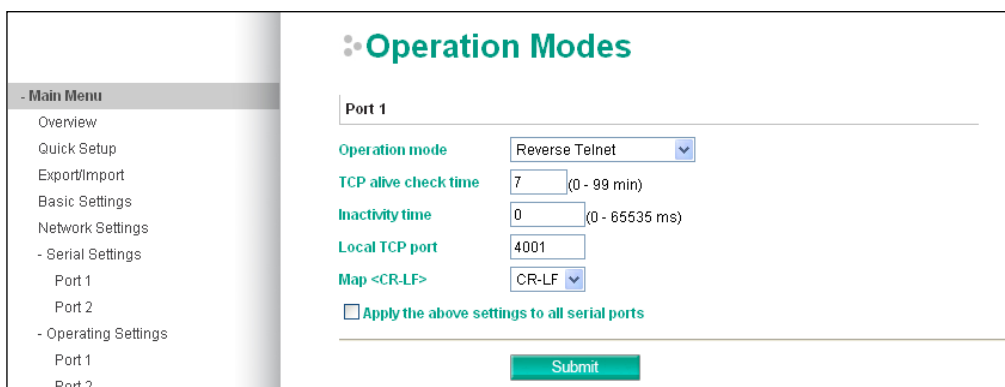 Operation Modes
- Main Menu
Overview
Quick Setup
Export/Import
Basic Settings
Network Settings
- Serial Settings
Port 1
Port 2
- Operating Settings
Port 1
Port 2
Port 1
Operation mode Reverse Telnet
TCP alive check time 7 (0 - 99 min)
Inactivity time 0 (0 - 65535 ms)
Local TCP port 4001
Map <CR-LF> CR-LF
Apply the above settings to all serial ports
Submit